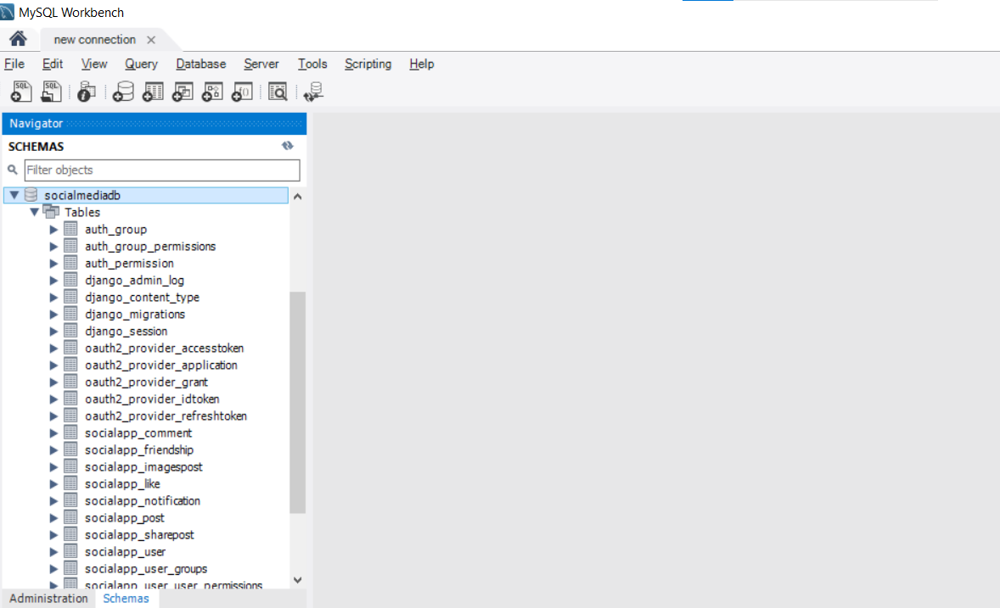 MySQL Workbench
new connection
File Edit View Query Database Server Tools Scripting Help
SQL SQL
Navigator
SCHEMAS
Filter objects
socialmediadb
Tables
auth_group
auth_group_permissions
auth_permission
django_admin_log
django_content_type
django_migrations
django_session
oauth2_provider_accesstoken
oauth2_provider_application
oauth2_provider_grant
oauth2_provider_idtoken
oauth2_provider_refreshtoken
socialapp_comment
socialapp_friendship
socialapp_imagespost
socialapp_like
socialapp_notification
socialapp_post
socialapp_sharepost
socialapp_user
socialapp_user_groups
socialapp_user_user_permissions
Administration Schemas